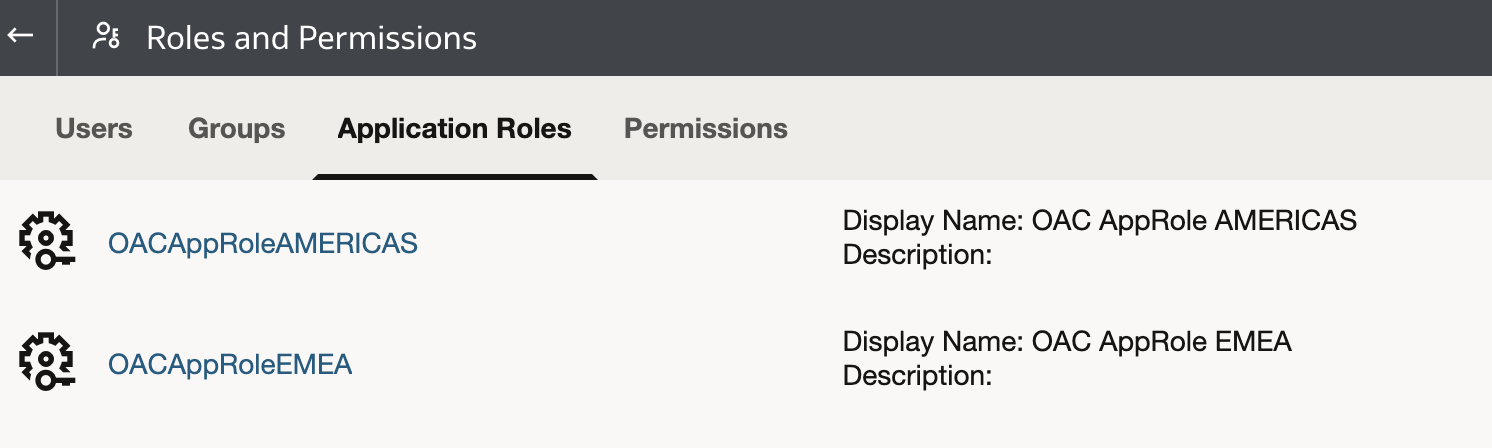 Roles and Permissions
Users Groups Application Roles Permissions
OACAppRoleAMERICAS
Display Name: OAC AppRole AMERICAS
Description:
OACAppRoleEMEA
Display Name: OAC AppRole EMEA
Description: